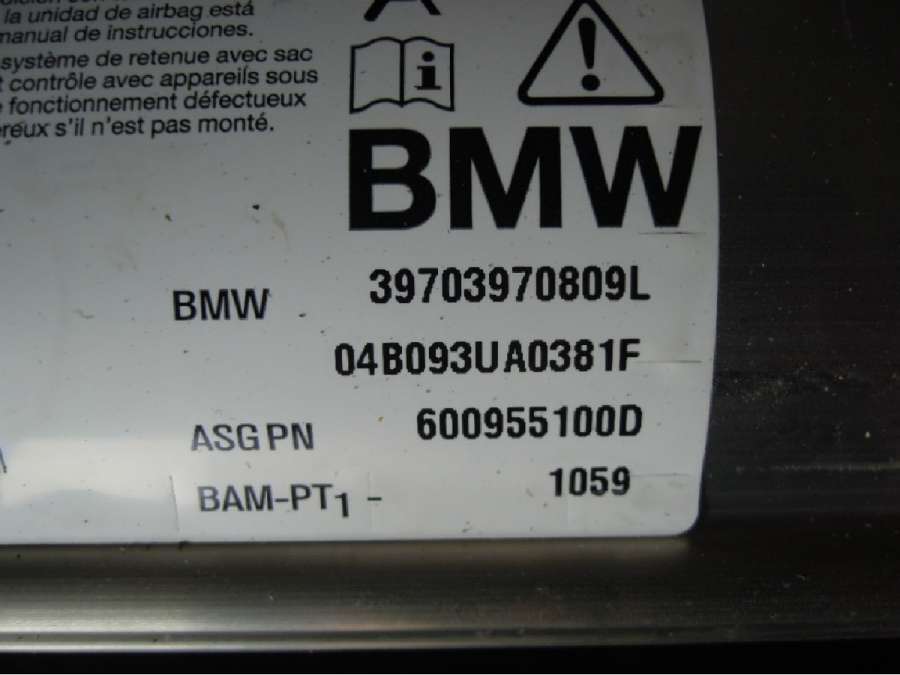 la unidad de airbag está
manual de instrucciones.
système de retenue avec sac
contrôle avec appareils sous
fonctionnement défectueux
s'il n'est pas monté.
i
!
BMW
BMW 39703970809L
04B093UA0381F
ASG PN 600955100D
BAM-PT1 - 1059